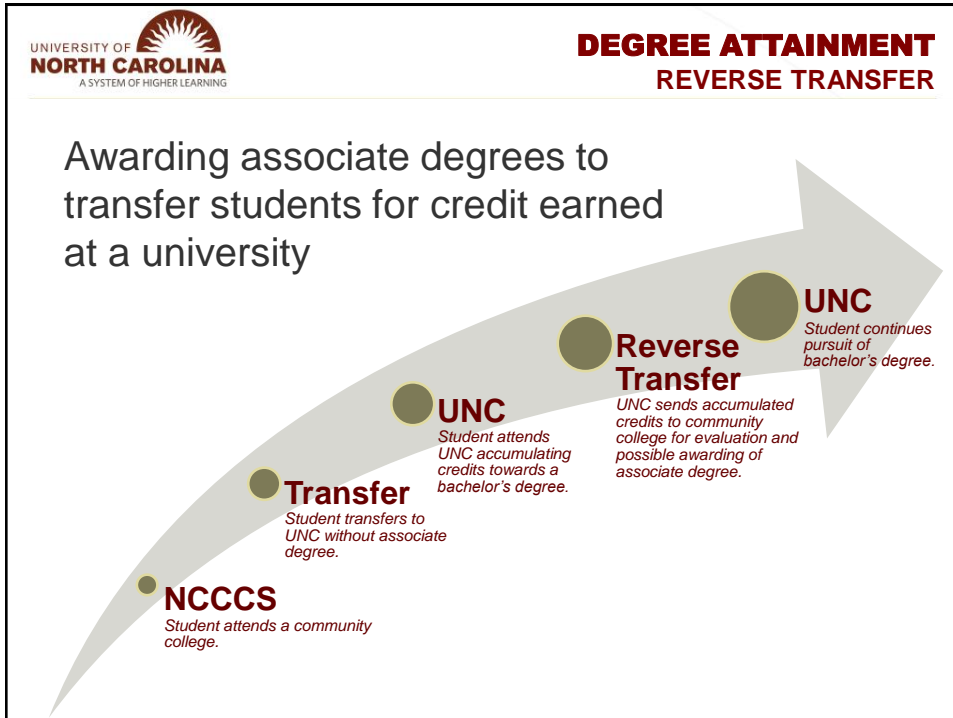 UNIVERSITY OF
NORTH CAROLINA
A SYSTEM OF HIGHER LEARNING
DEGREE ATTAINMENT
REVERSE TRANSFER
Awarding associate degrees to
transfer students for credit earned
at a university
NCCCS
Student attends a community
college.
Transfer
Student transfers to
UNC without associate
degree.
UNC
Student attends
UNC accumulating
credits towards a
bachelor's degree.
Reverse
Transfer
UNC sends accumulated
credits to community
college for evaluation and
possible awarding of
associate degree.
UNC
Student continues
pursuit of
bachelor's degree.